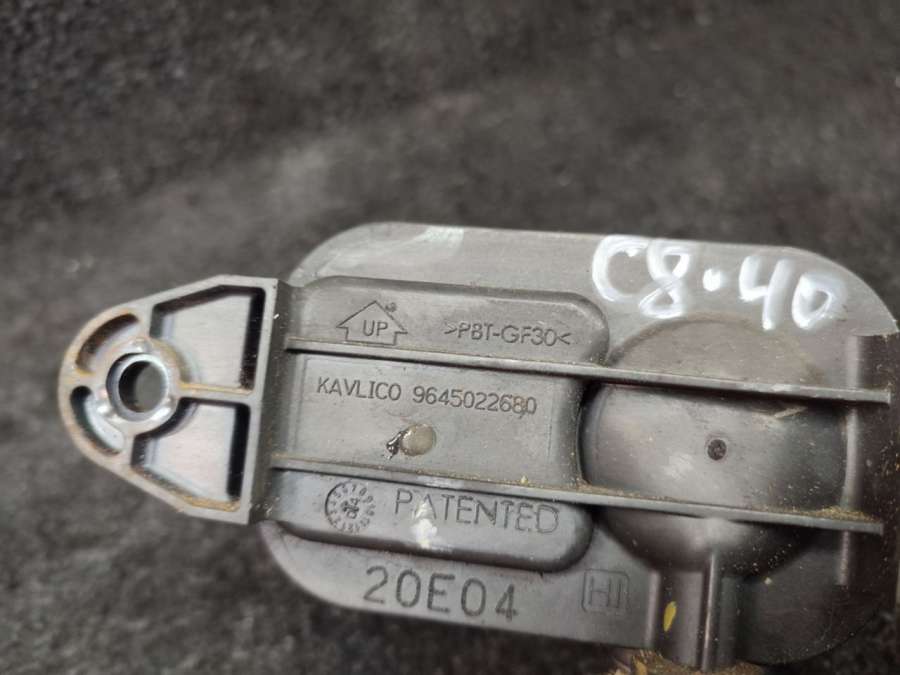 C8.40
UP >PBT-GF30<
KAVLICO 9645022680
PATENTED
20E04 HI